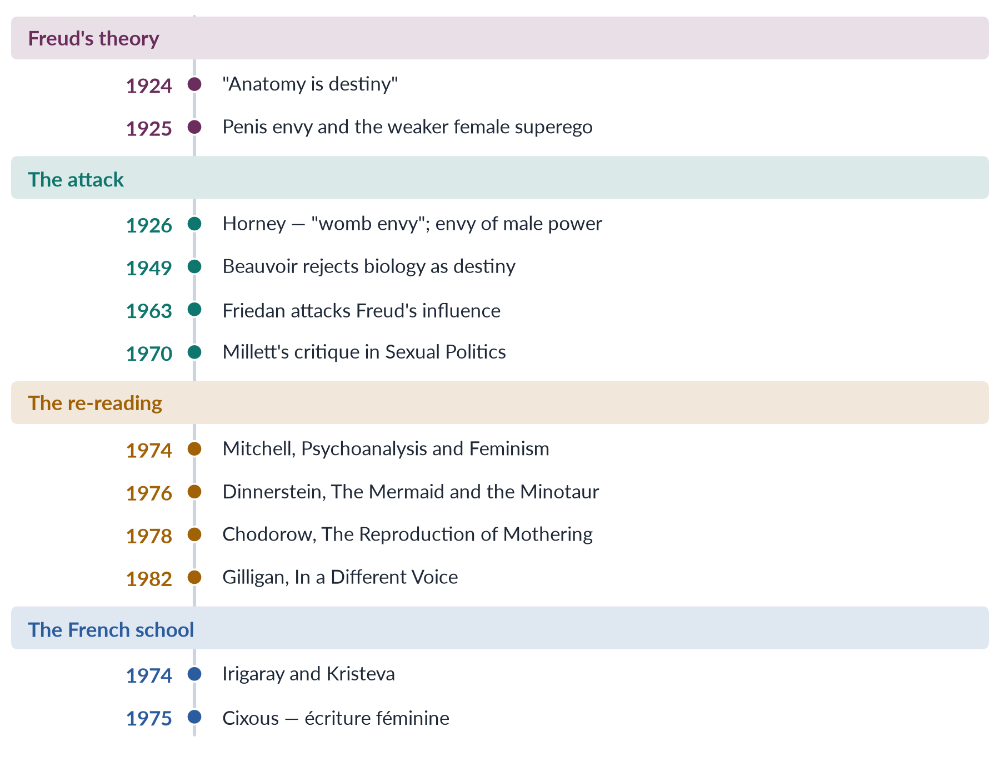 Freud's theory
1924 "Anatomy is destiny"
1925 Penis envy and the weaker female superego
The attack
1926 Horney — "womb envy"; envy of male power
1949 Beauvoir rejects biology as destiny
1963 Friedan attacks Freud's influence
1970 Millett's critique in Sexual Politics
The re-reading
1974 Mitchell, Psychoanalysis and Feminism
1976 Dinnerstein, The Mermaid and the Minotaur
1978 Chodorow, The Reproduction of Mothering
1982 Gilligan, In a Different Voice
The French school
1974 Irigaray and Kristeva
1975 Cixous — écriture féminine